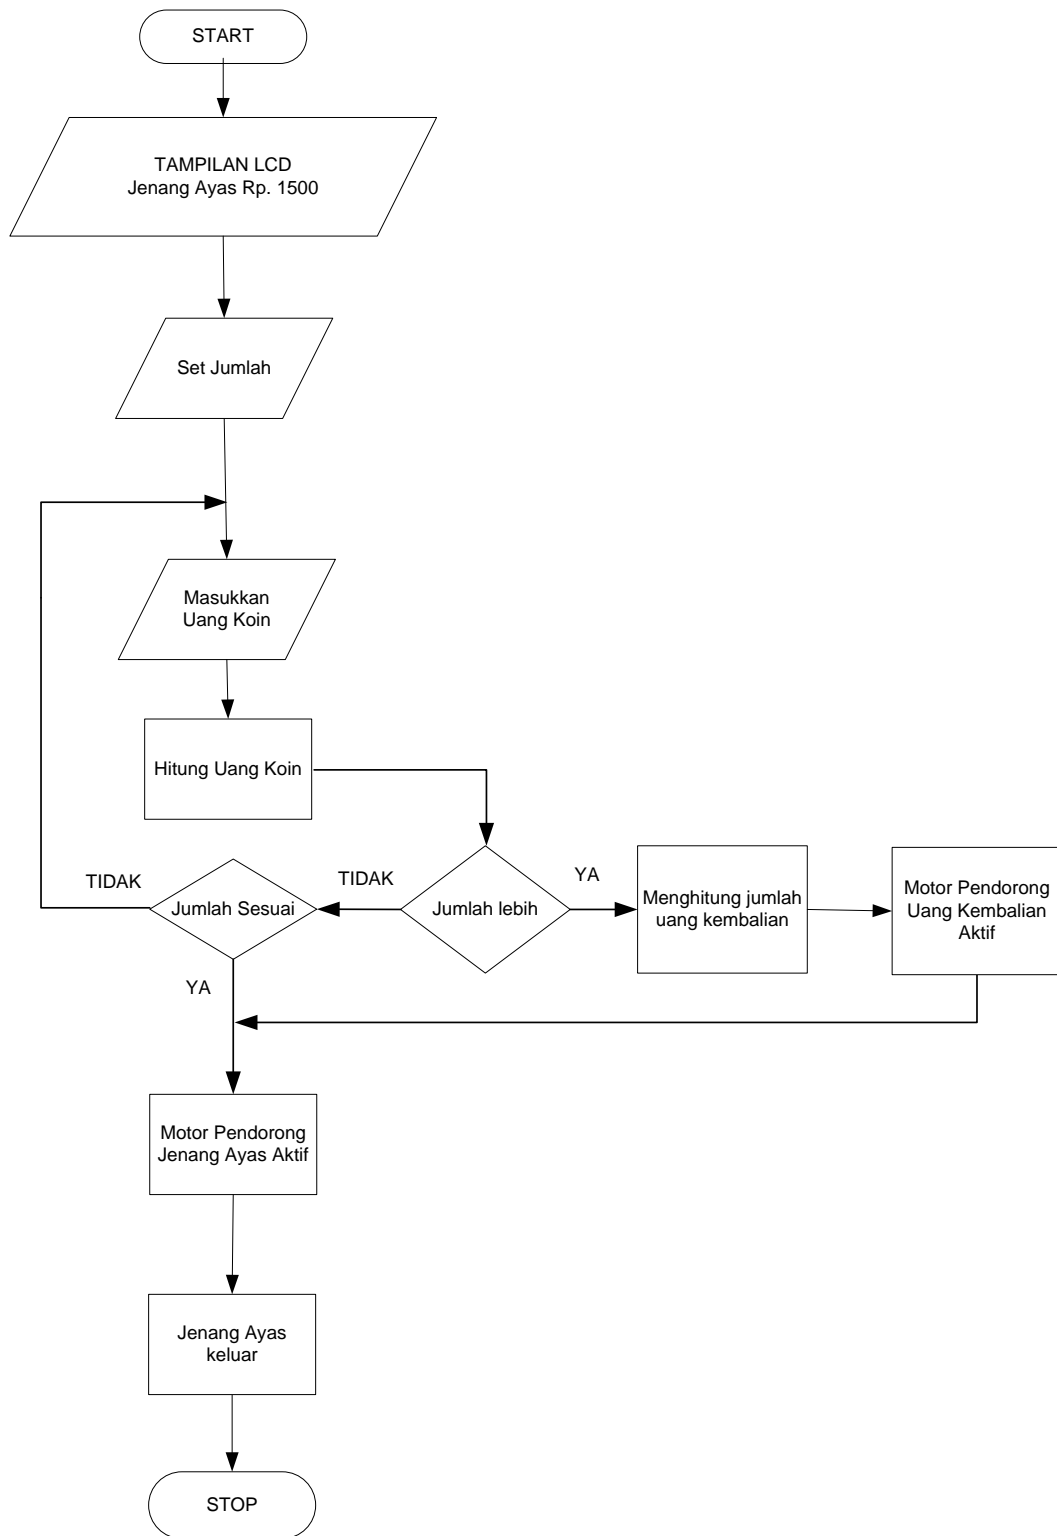 START
TAMPILAN LCD
Jenang Ayas Rp. 1500
Set Jumlah
Masukkan
Uang Koin
Hitung Uang Koin
TIDAK
Jumlah Sesuai
TIDAK
Jumlah lebih
YA
Menghitung jumlah
uang kembalian
Motor Pendorong
Uang Kembalian
Aktif
YA
Motor Pendorong
Jenang Ayas Aktif
Jenang Ayas
keluar
STOP